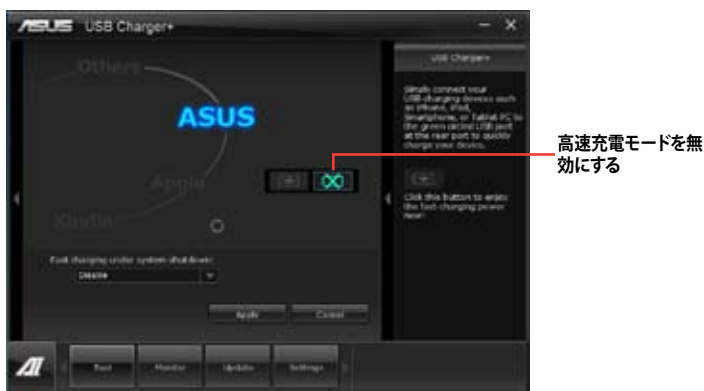 ASUS USB Charger+
Others
ASUS
Apple
Kindle
Fast charging under system shutdown:
Disable
Apply
Cancel
USB Charger+
Simply connect your
USB-charging devices such
as iPhone, iPad,
Smartphone, or Tablet PC to
the green circled USB port
at the rear port to quickly
charge your device.
Click this button to enjoy
the fast-charging power
now!
Tool
Monitor
Update
Settings
高速充電モードを無
効にする